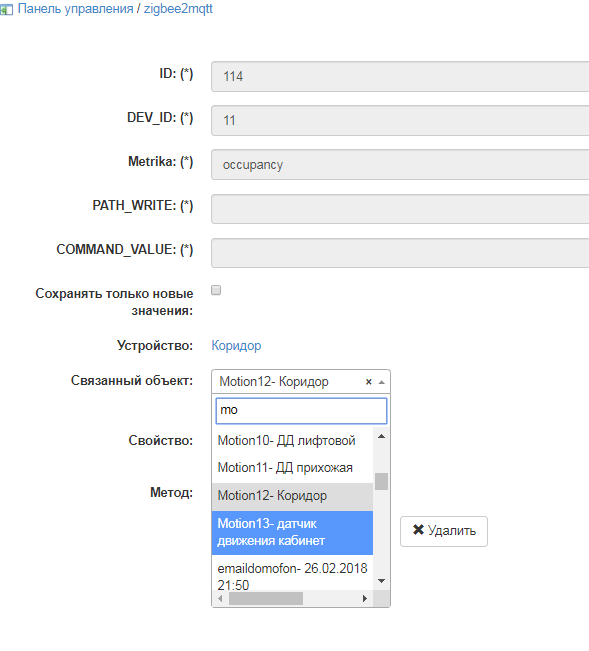 Панель управления / zigbee2mqtt
ID: (*)
114
DEV_ID: (*)
11
Metrika: (*)
occupancy
PATH_WRITE: (*)
COMMAND_VALUE: (*)
Сохранять только новые
значения:
Устройство:
Коридор
Связанный объект:
Motion12- Коридор
×
mo
Свойство:
Метод:
Motion10- ДД лифтовой
Motion11- ДД прихожая
Motion12- Коридор
Motion13- датчик
движения кабинет
emaildomofon- 26.02.2018
21:50
Удалить